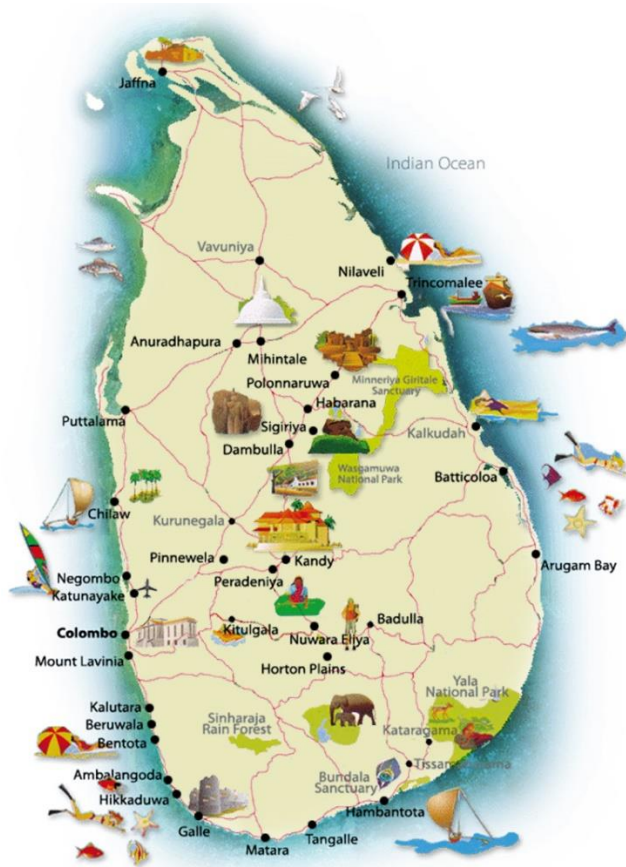 Jaffna
Indian Ocean
Vavuniya
Nilaveli
Trincomalee
Anuradhapura
Mihintale
Polonnaruwa
Minneriya Giritale
Sanctuary
Habarana
Puttalama
Sigiriya
Kalkudah
Dambulla
Wasgamuwa
National Park
Batticoloa
Chilaw
Kurunegala
Pinnewela
Kandy
Arugam Bay
Peradeniya
Negombo
Katunayake
Kitulgala
Badulla
Colombo
Nuwara Eliya
Mount Lavinia
Horton Plains
Yala
National Park
Kalutara
Beruwala
Sinharaja
Rain Forest
Kataragama
Bentota
Ambalangoda
Bundala
Sanctuary
Hikkaduwa
Hambantota
Galle
Tangalle
Matara